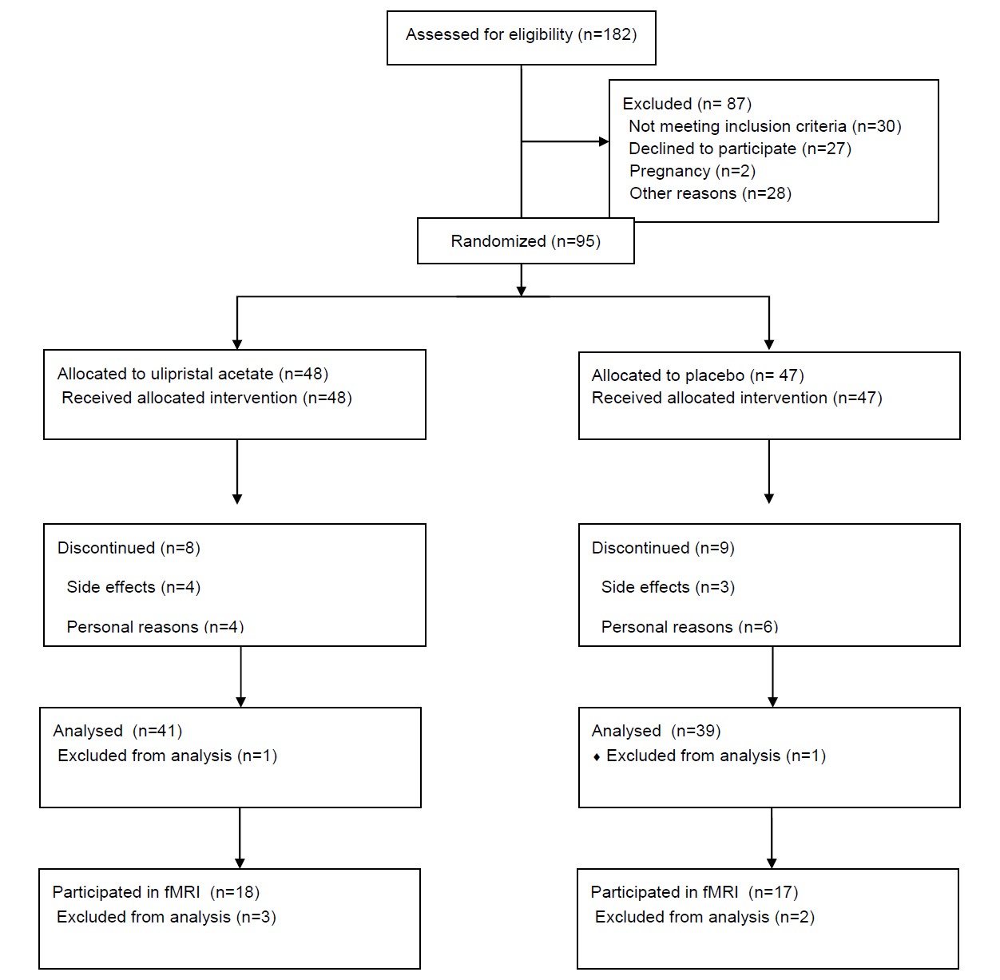 Assessed for eligibility (n=182)
Excluded (n= 87)
Not meeting inclusion criteria (n=30)
Declined to participate (n=27)
Pregnancy (n=2)
Other reasons (n=28)
Randomized (n=95)
Allocated to ulipristal acetate (n=48)
Received allocated intervention (n=48)
Allocated to placebo (n= 47)
Received allocated intervention (n=47)
Discontinued (n=8)
Side effects (n=4)
Personal reasons (n=4)
Discontinued (n=9)
Side effects (n=3)
Personal reasons (n=6)
Analysed  (n=41)
Excluded from analysis (n=1)
Analysed  (n=39)
♦ Excluded from analysis (n=1)
Participated in fMRI  (n=18)
Excluded from analysis (n=3)
Participated in fMRI  (n=17)
Excluded from analysis (n=2)